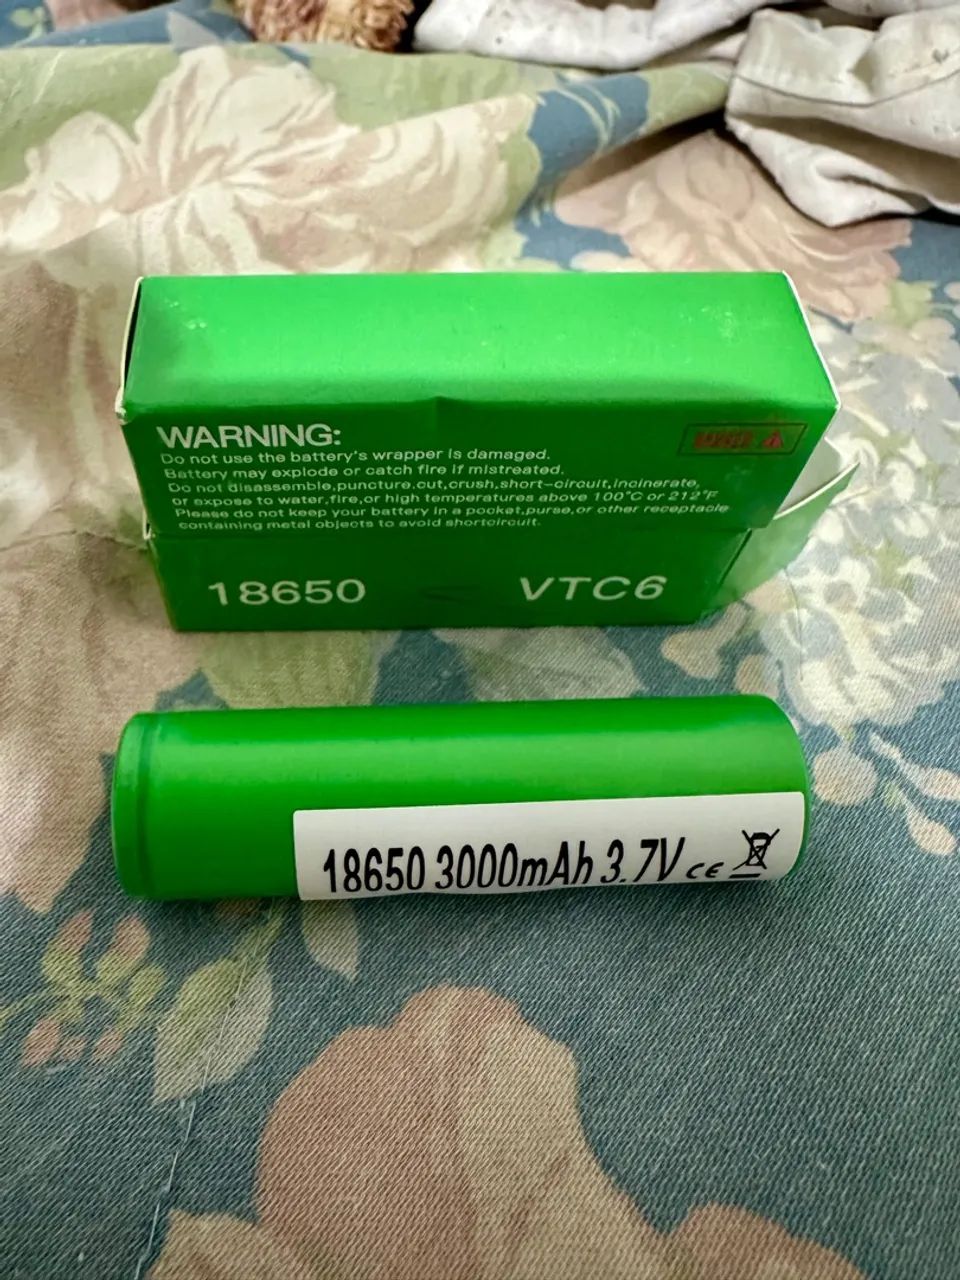 WARNING:
Do not use the battery's wrapper is damaged.
Battery may explode or catch fire if mistreated.
Do not disassemble,puncture,cut,crush,short-circuit,incinerate,
or expose to water,fire,or high temperatures above 100°C or 212°F
Please do not keep your battery in a pocket,purse,or other receptacle
containing metal objects to avoid shortcircuit.
18650 VTC6
18650 3000mAh 3.7V CE